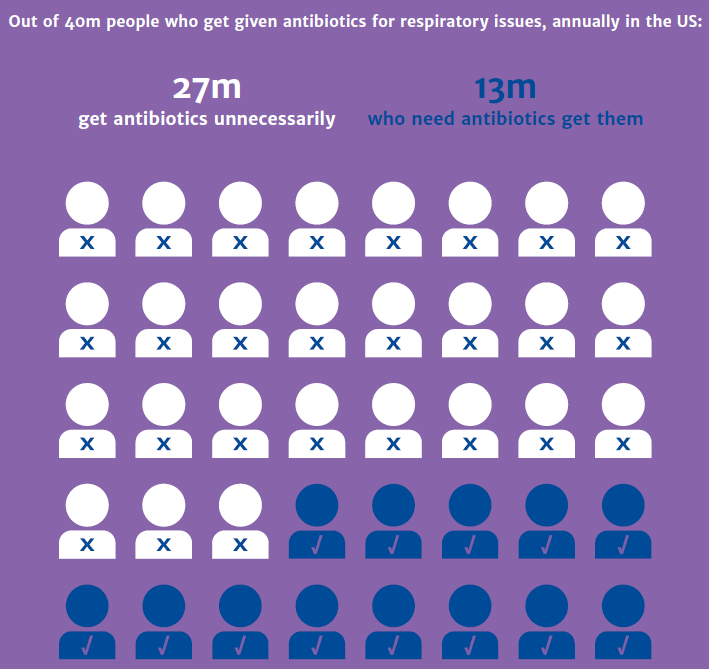 Out of 40m people who get given antibiotics for respiratory issues, annually in the US:
27m
get antibiotics unnecessarily
13m
who need antibiotics get them
X X X X X X X X
X X X X X X X X
X X X X X X X X
X X X √ √ √ √ √
√ √ √ √ √ √ √ √